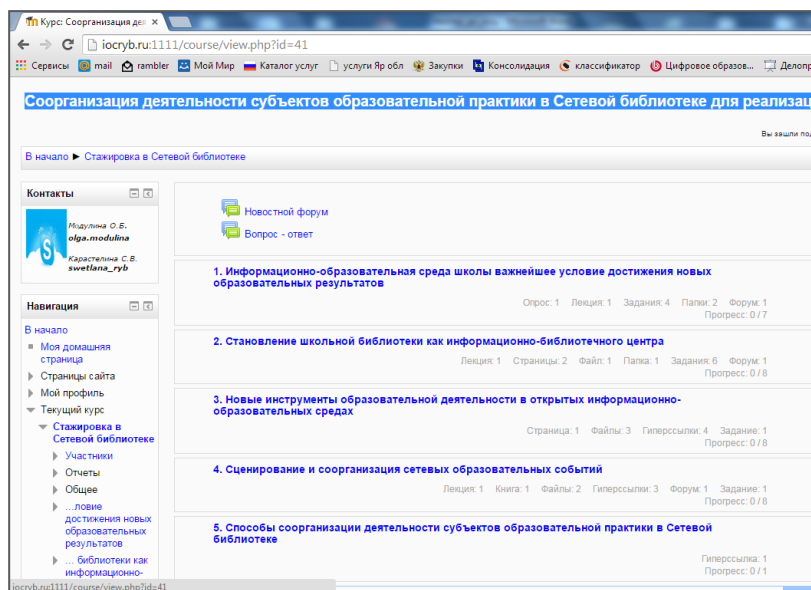 Курс: Соорганизация дея
iocryb.ru:1111/course/view.php?id=41
Сервисы mail rambler Мой Мир Каталог услуг услуги Яр обл Закупки Консолидация классификатор Цифровое образов... Делопр
Соорганизация деятельности субъектов образовательной практики в Сетевой библиотеке для реализац
Вы зашли под
В начало ► Стажировка в Сетевой библиотеке
Контакты
Модулина О.Б.
olga.modulina
Карастелина С.В.
swetlana_ryb
Навигация
В начало
Моя домашняя
страница
Страницы сайта
Мой профиль
Текущий курс
Стажировка в
Сетевой библиотеке
Участники
Отчеты
Общее
...ловие
достижения новых
образовательных
результатов
... библиотеки как
информационно-
Новостной форум
Вопрос - ответ
1. Информационно-образовательная среда школы важнейшее условие достижения новых
образовательных результатов
Опрос: 1 Лекция: 1 Задания: 4 Папки: 2 Форум: 1
Прогресс: 0 / 7
2. Становление школьной библиотеки как информационно-библиотечного центра
Лекция: 1 Страницы: 2 Файл: 1 Папка: 1 Задания: 6 Форум: 1
Прогресс: 0 / 8
3. Новые инструменты образовательной деятельности в открытых информационно-
образовательных средах
Страница: 1 Файлы: 3 Гиперссылки: 4 Задание: 1
Прогресс: 0 / 8
4. Сценирование и соорганизация сетевых образовательных событий
Лекция: 1 Книга: 1 Файлы: 2 Гиперссылки: 3 Форум: 1 Задание: 1
Прогресс: 0 / 8
5. Способы соорганизации деятельности субъектов образовательной практики в Сетевой
библиотеке
Гиперссылка: 1
Прогресс: 0 / 1
iocryb.ru:1111/course/view.php?id=41